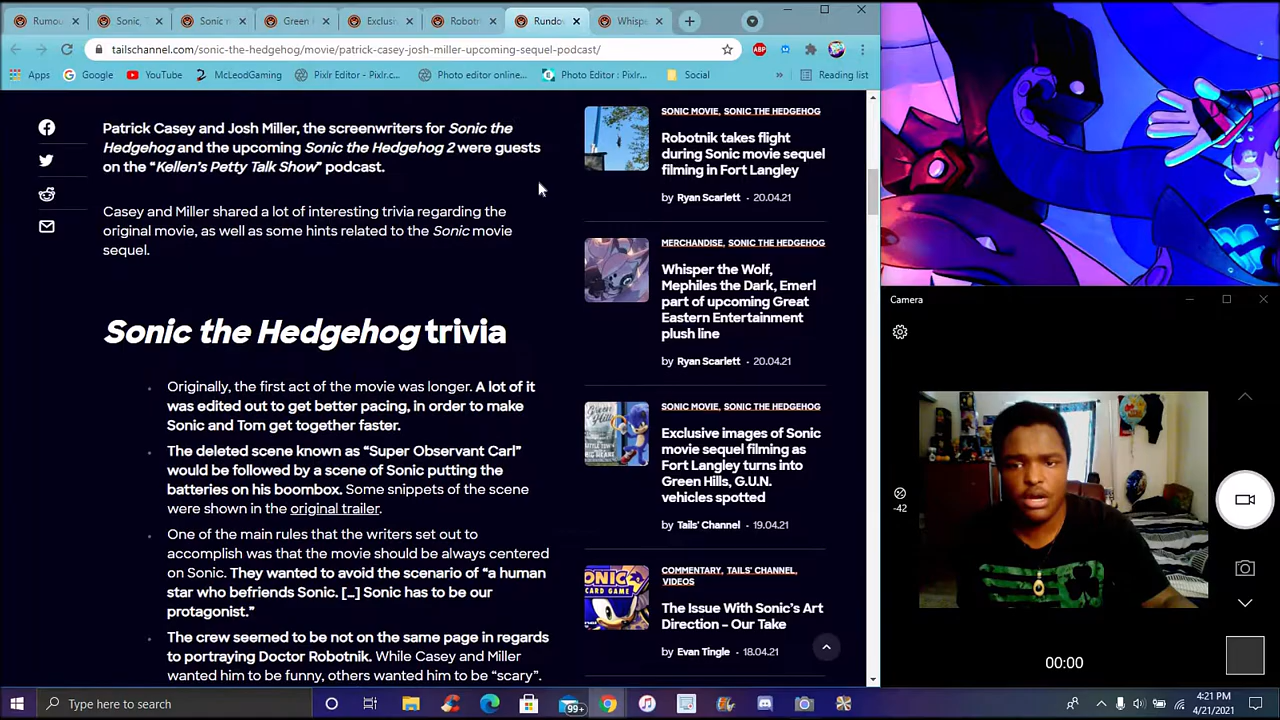 Rumou
Sonic,
Sonic
Green
Exclus
Robotn
Rundo
Whisp
tailschannel.com/sonic-the-hedgehog/movie/patrick-casey-josh-miller-upcoming-sequel-podcast/
ABP
Apps
Google
YouTube
McLeodGaming
Pixlr Editor - Pixlr.c...
Photo editor online...
Photo Editor : Pixlr...
Social
»
Reading list
Patrick Casey and Josh Miller, the screenwriters for Sonic the
Hedgehog and the upcoming Sonic the Hedgehog 2 were guests
on the “Kellen’s Petty Talk Show” podcast.
Casey and Miller shared a lot of interesting trivia regarding the
original movie, as well as some hints related to the Sonic movie
sequel.
Sonic the Hedgehog trivia
Originally, the first act of the movie was longer. A lot of it
was edited out to get better pacing, in order to make
Sonic and Tom get together faster.
The deleted scene known as “Super Observant Carl”
would be followed by a scene of Sonic putting the
batteries on his boombox. Some snippets of the scene
were shown in the original trailer.
One of the main rules that the writers set out to
accomplish was that the movie should be always centered
on Sonic. They wanted to avoid the scenario of “a human
star who befriends Sonic. [...] Sonic has to be our
protagonist.”
The crew seemed to be not on the same page in regards
to portraying Doctor Robotnik. While Casey and Miller
wanted him to be funny, others wanted him to be “scary”.
SONIC MOVIE, SONIC THE HEDGEHOG
Robotnik takes flight
during Sonic movie sequel
filming in Fort Langley
by Ryan Scarlett • 20.04.21
MERCHANDISE, SONIC THE HEDGEHOG
Whisper the Wolf,
Mephiles the Dark, Emerl
part of upcoming Great
Eastern Entertainment
plush line
by Ryan Scarlett • 20.04.21
SONIC MOVIE, SONIC THE HEDGEHOG
Exclusive images of Sonic
movie sequel filming as
Fort Langley turns into
Green Hills, G.U.N.
vehicles spotted
by Tails’ Channel • 19.04.21
COMMENTARY, TAILS’ CHANNEL,
VIDEOS
The Issue With Sonic’s Art
Direction – Our Take
by Evan Tingle • 18.04.21
SONIC
CARD GAME
Camera
-42
00:00
Type here to search
99+
4:21 PM
4/21/2021